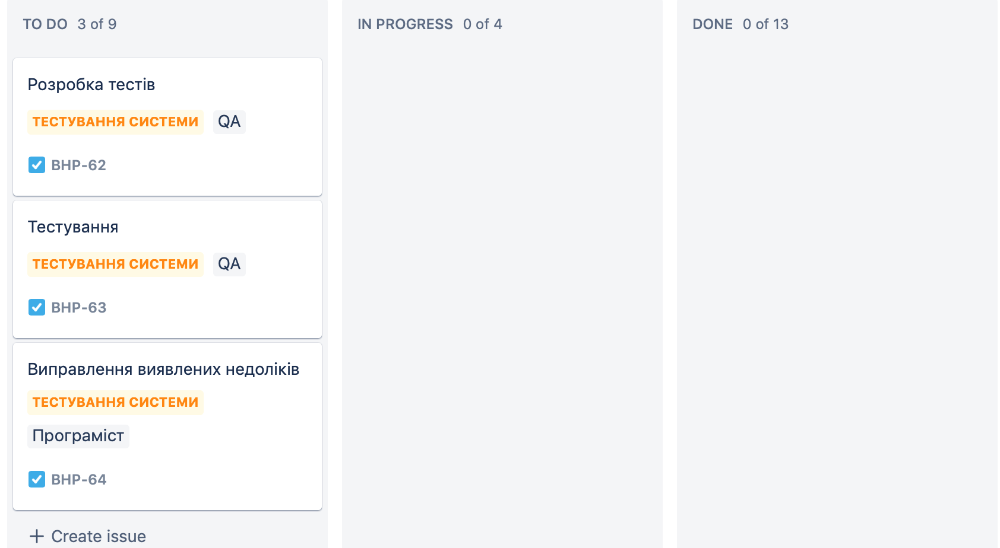 TO DO 3 of 9
Розробка тестів
ТЕСТУВАННЯ СИСТЕМИ QA
BHP-62
Тестування
ТЕСТУВАННЯ СИСТЕМИ QA
BHP-63
Виправлення виявлених недоліків
ТЕСТУВАННЯ СИСТЕМИ
Програміст
BHP-64
+ Create issue
IN PROGRESS 0 of 4
DONE 0 of 13